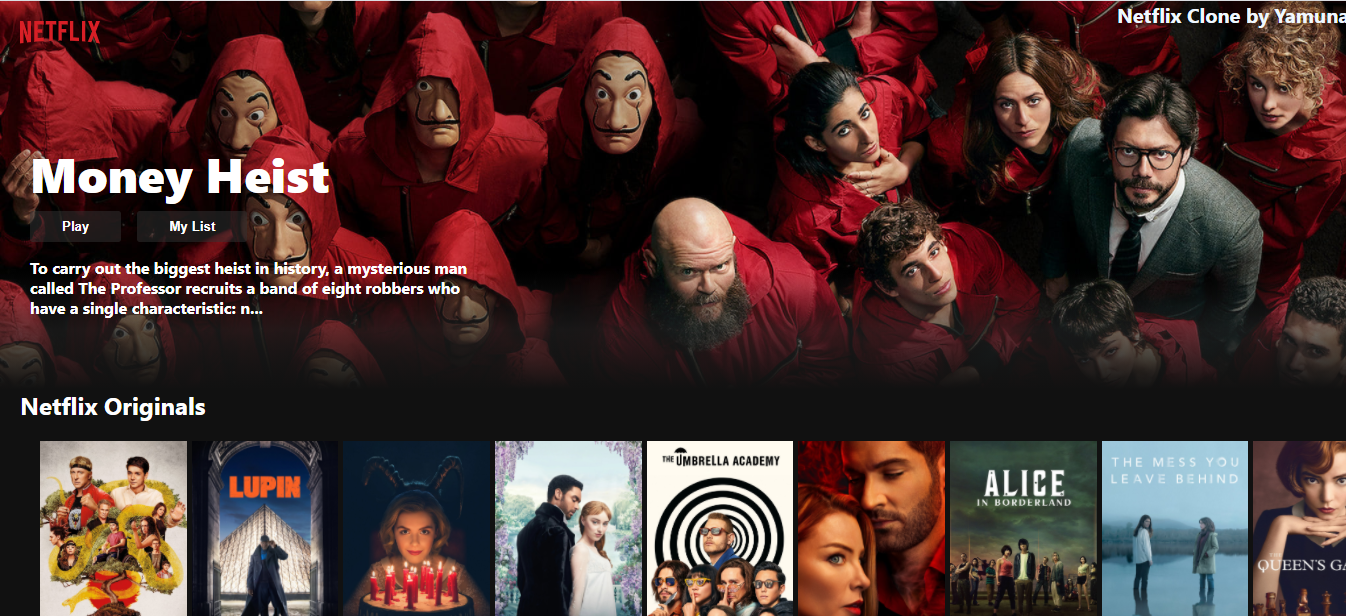 NETFLIX
Netflix Clone by Yamuna
Money Heist
Play
My List
To carry out the biggest heist in history, a mysterious man
called The Professor recruits a band of eight robbers who
have a single characteristic: n...
Netflix Originals
LUPIN
THE UMBRELLA ACADEMY
ALICE
IN BORDERLAND
THE MESS YOU
LEAVE BEHIND
QUEEN'S GA